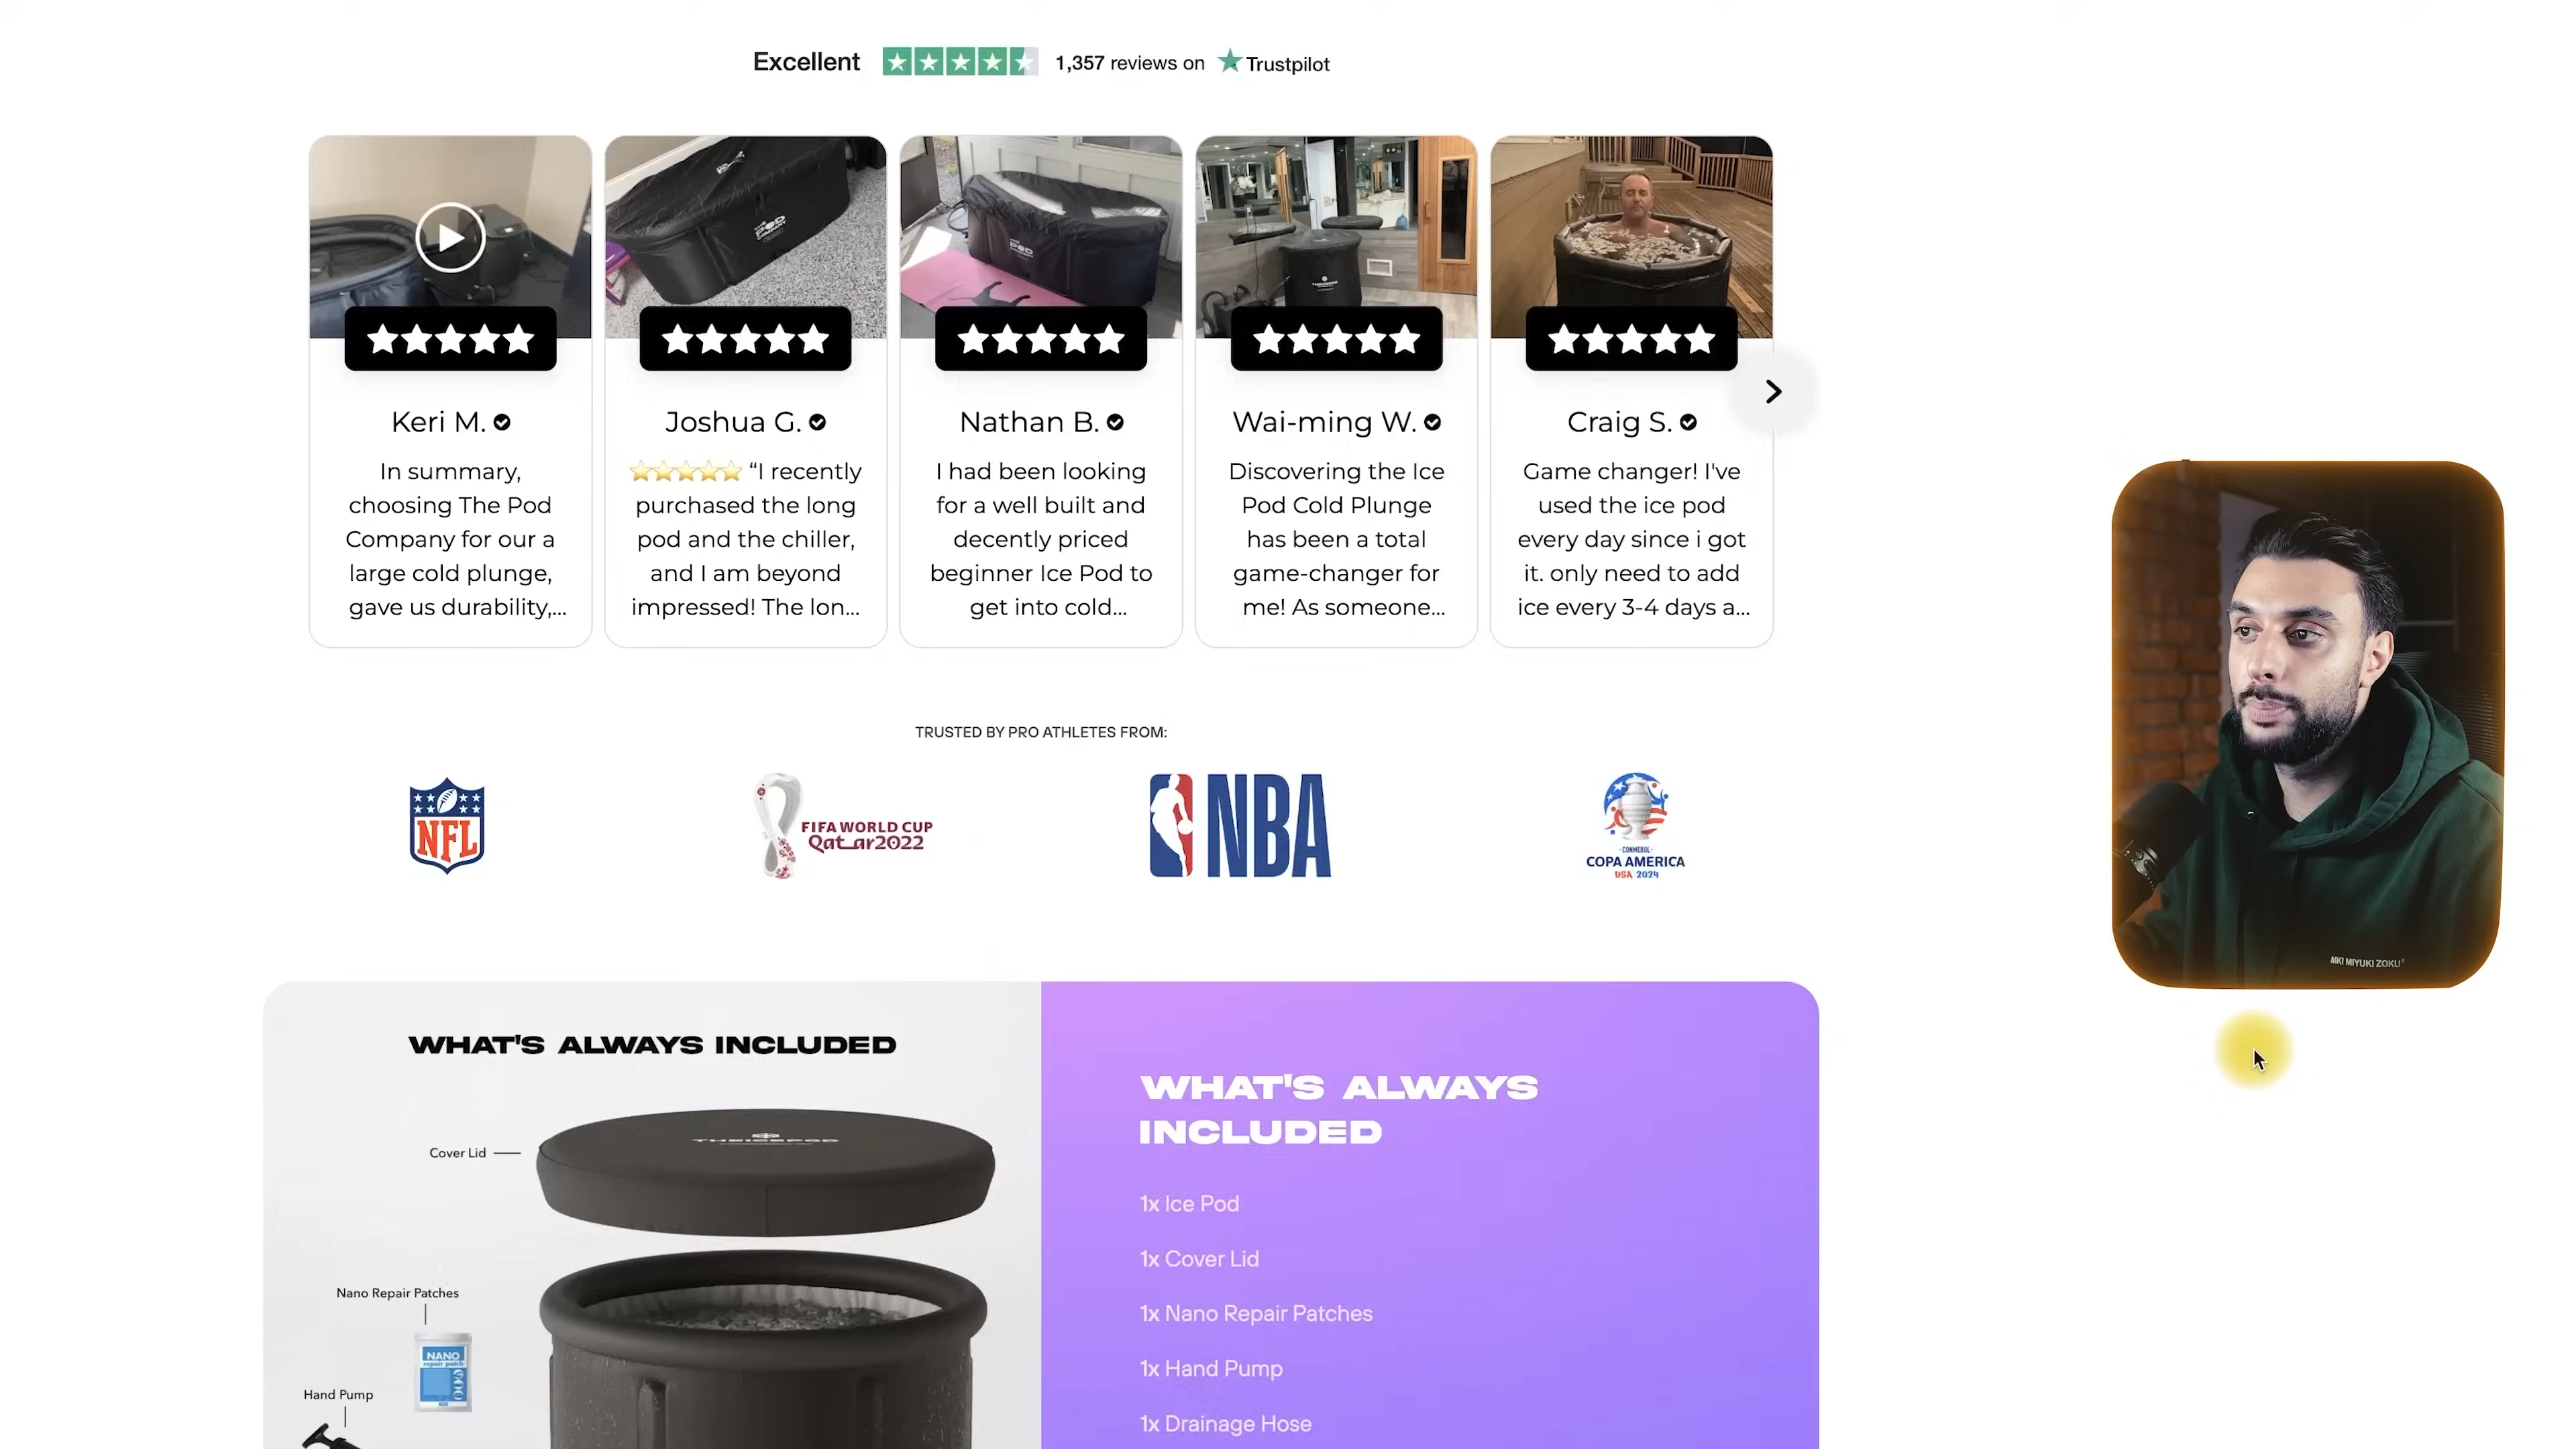 Excellent 1,357 reviews on Trustpilot
Keri M.
In summary,
choosing The Pod
Company for our a
large cold plunge,
gave us durability,...
Joshua G.
⭐⭐⭐⭐⭐ “I recently
purchased the long
pod and the chiller,
and I am beyond
impressed! The lon...
Nathan B.
I had been looking
for a well built and
decently priced
beginner Ice Pod to
get into cold...
Wai-ming W.
Discovering the Ice
Pod Cold Plunge
has been a total
game-changer for
me! As someone...
Craig S.
Game changer! I've
used the ice pod
every day since i got
it. only need to add
ice every 3-4 days a...
TRUSTED BY PRO ATHLETES FROM:
NFL
FIFA WORLD CUP
Qatar2022
NBA
CONMEBOL
COPA AMERICA
USA 2024
MKI MIYUKI ZOKU
WHAT'S ALWAYS INCLUDED
Cover Lid
THEICEPOD
Nano Repair Patches
NANO
repair patch
Hand Pump
WHAT'S ALWAYS
INCLUDED
1x Ice Pod
1x Cover Lid
1x Nano Repair Patches
1x Hand Pump
1x Drainage Hose